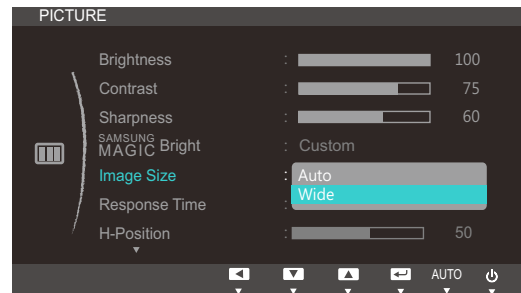 PICTURE
Brightness : 100
Contrast : 75
Sharpness : 60
SAMSUNG MAGIC Bright : Custom
Image Size : Auto
Wide
Response Time :
H-Position : 50
AUTO